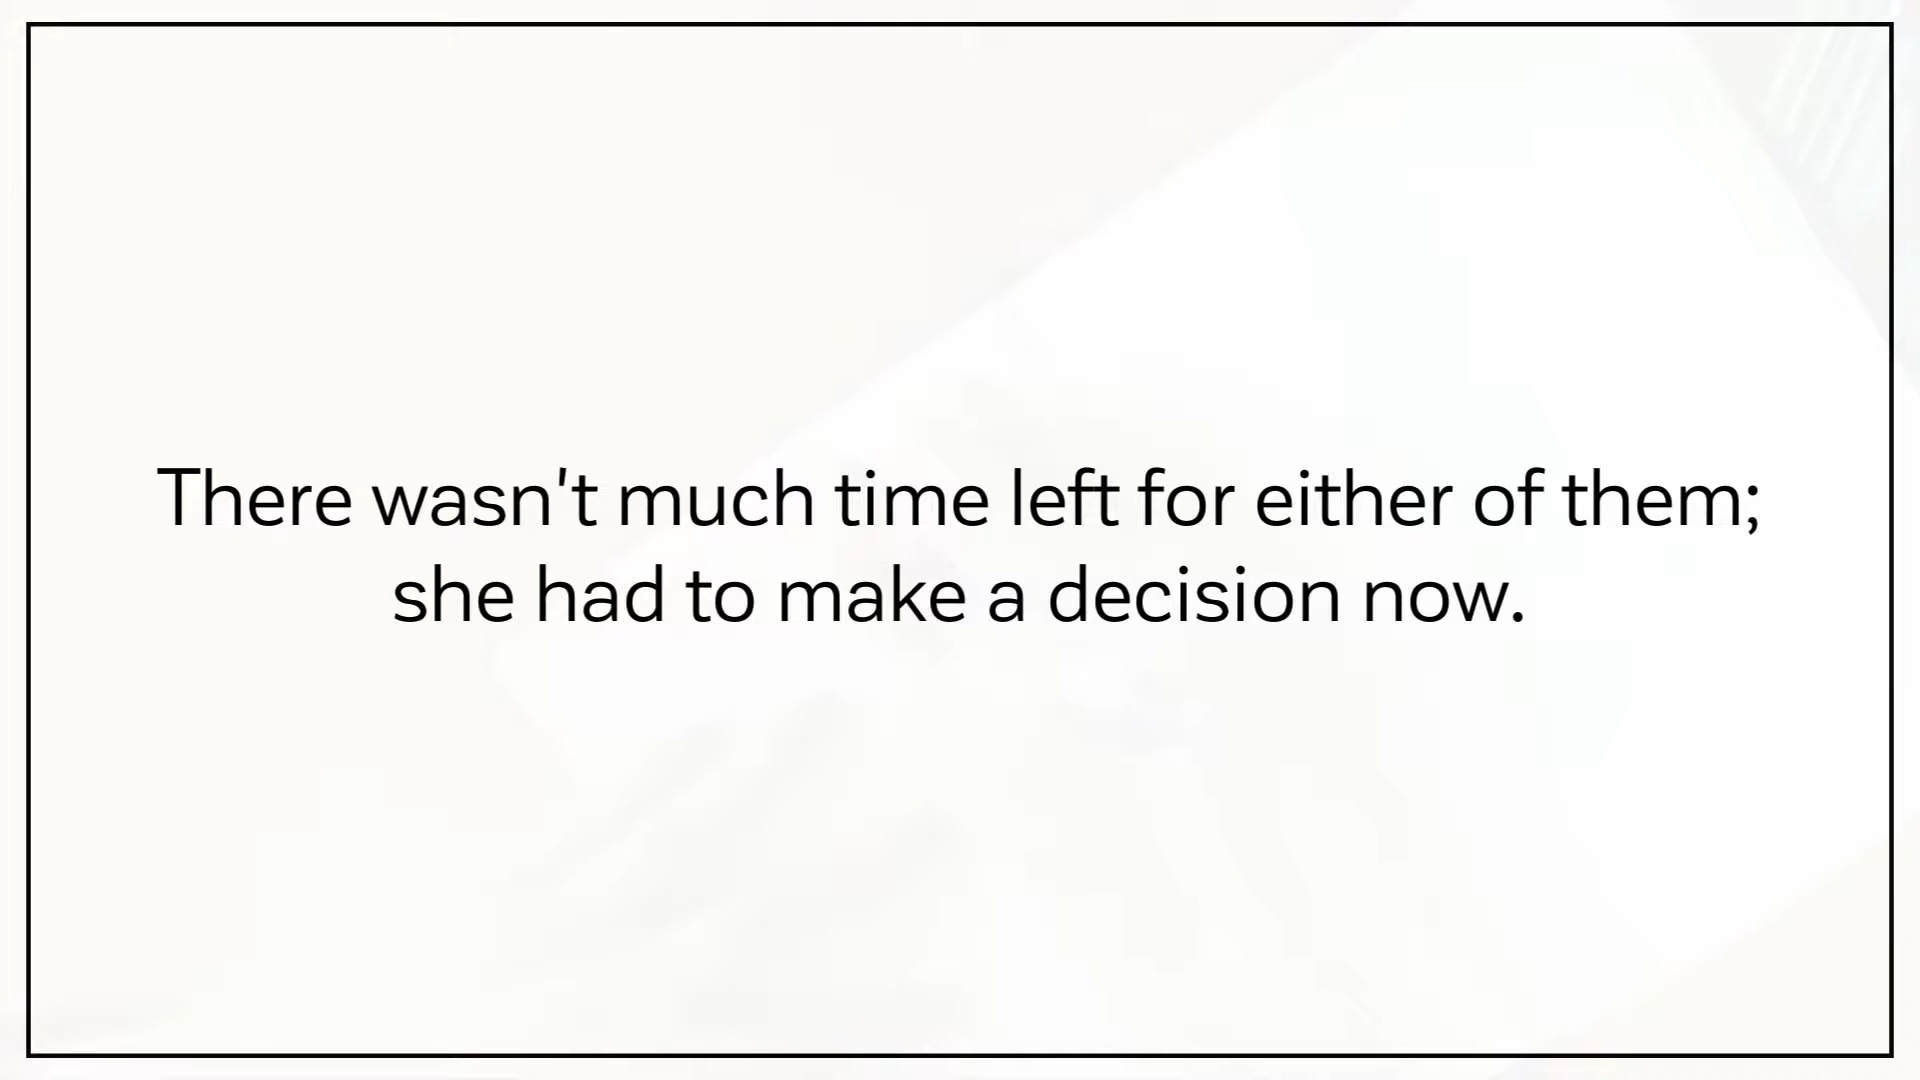 There wasn't much time left for either of them;
she had to make a decision now.